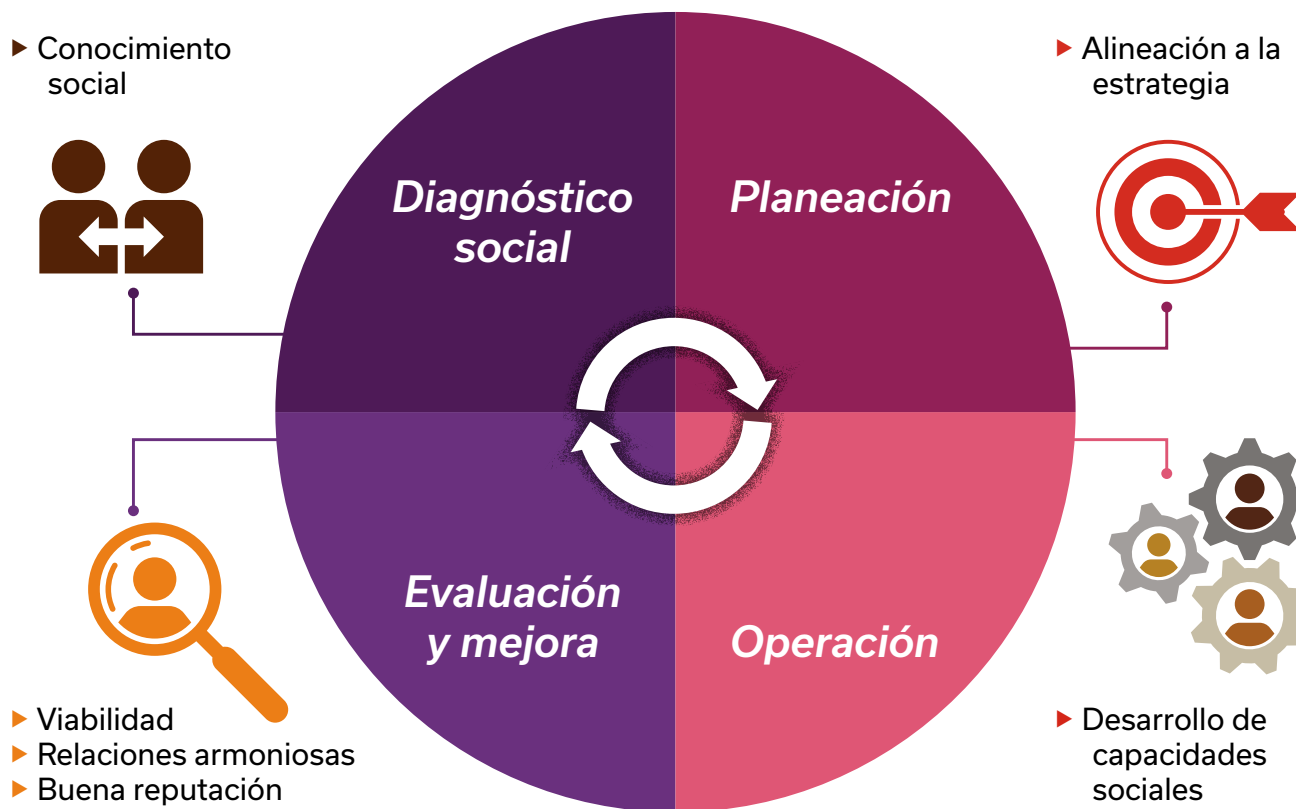 Conocimiento
social
Alineación a la
estrategia
Diagnóstico
social
Planeación
Evaluación
y mejora
Operación
Viabilidad
Relaciones armoniosas
Buena reputación
Desarrollo de
capacidades
sociales